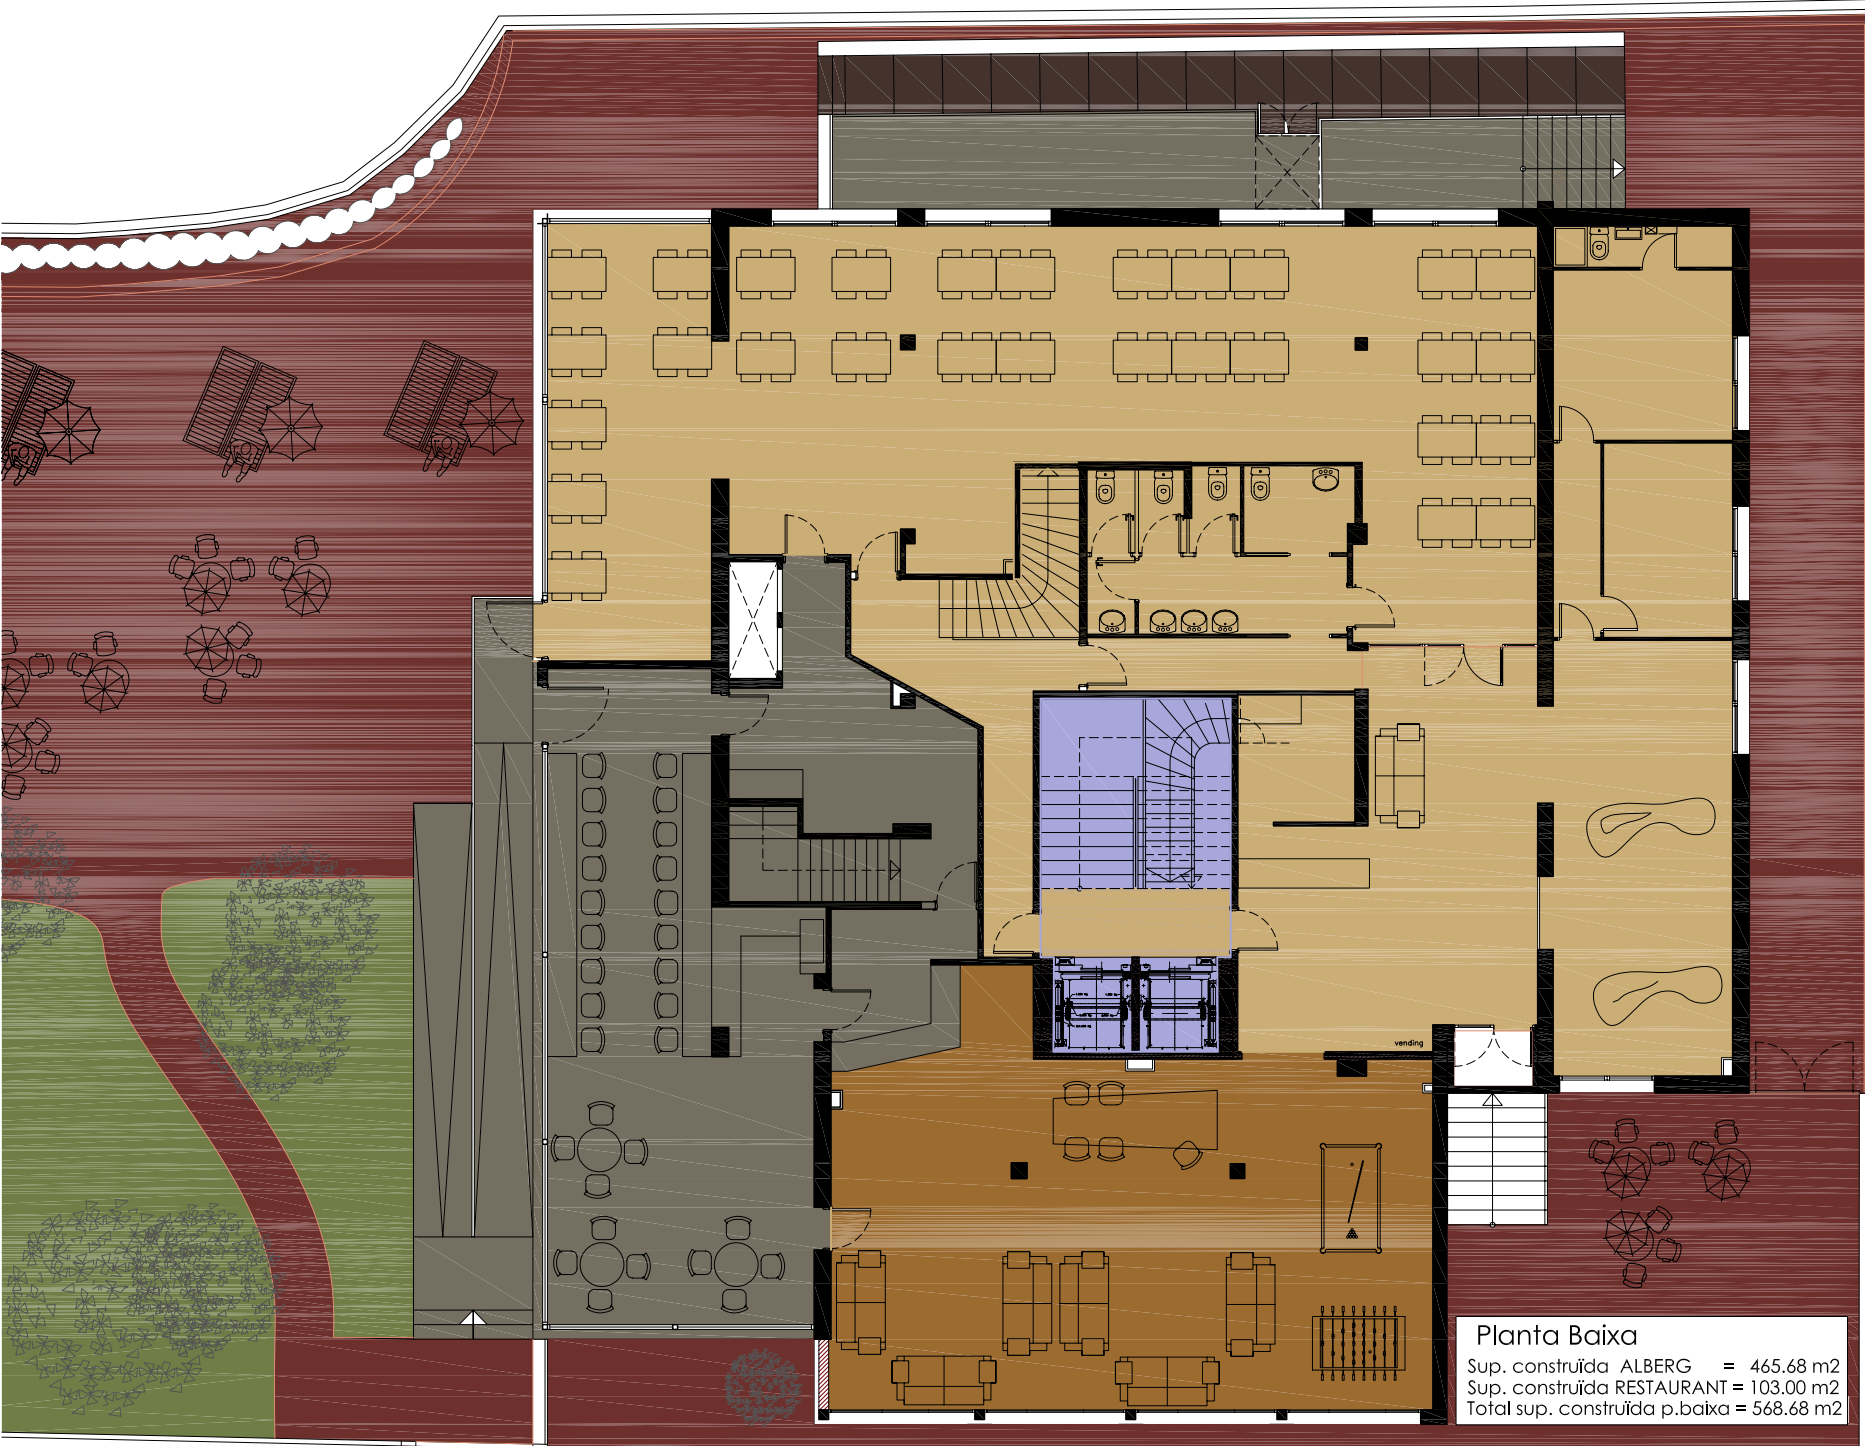 vending
Planta Baixa
Sup. construïda ALBERG = 465.68 m2
Sup. construïda RESTAURANT = 103.00 m2
Total sup. construïda p.baixa = 568.68 m2